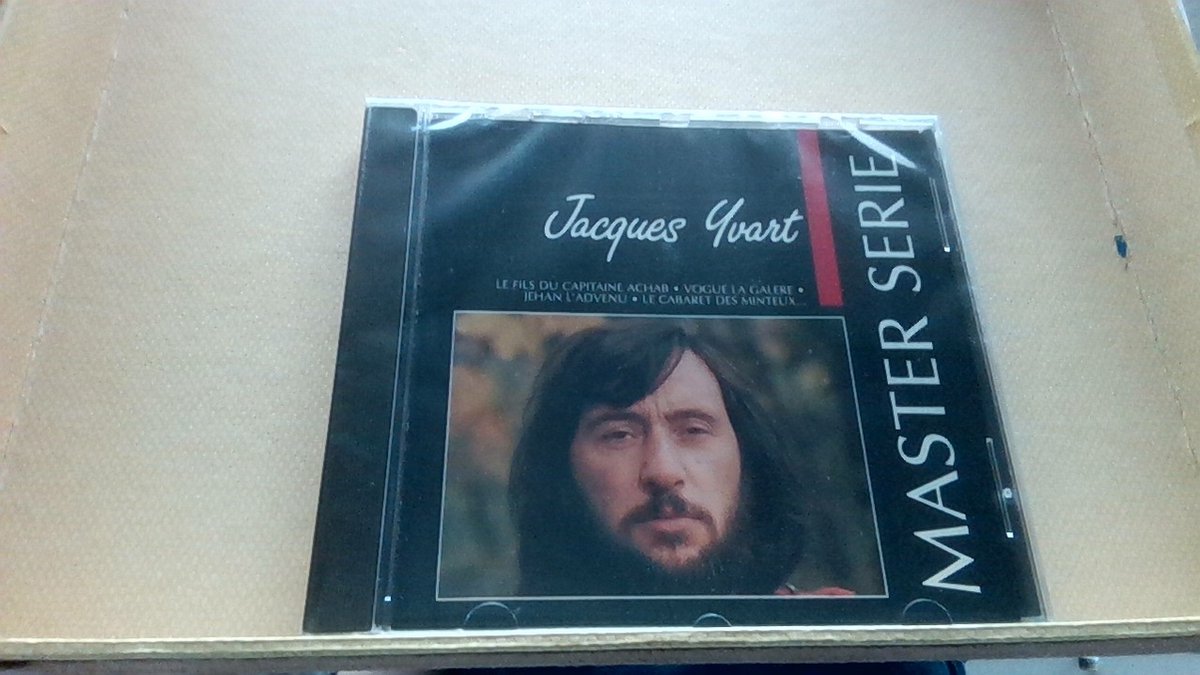 Jacques Yvart
LE FILS DU CAPITAINE ACHAB • VOGUE LA GALERE •
JEHAN L'ADVENU • LE CABARET DES MINTEUX...
MASTER SERIE